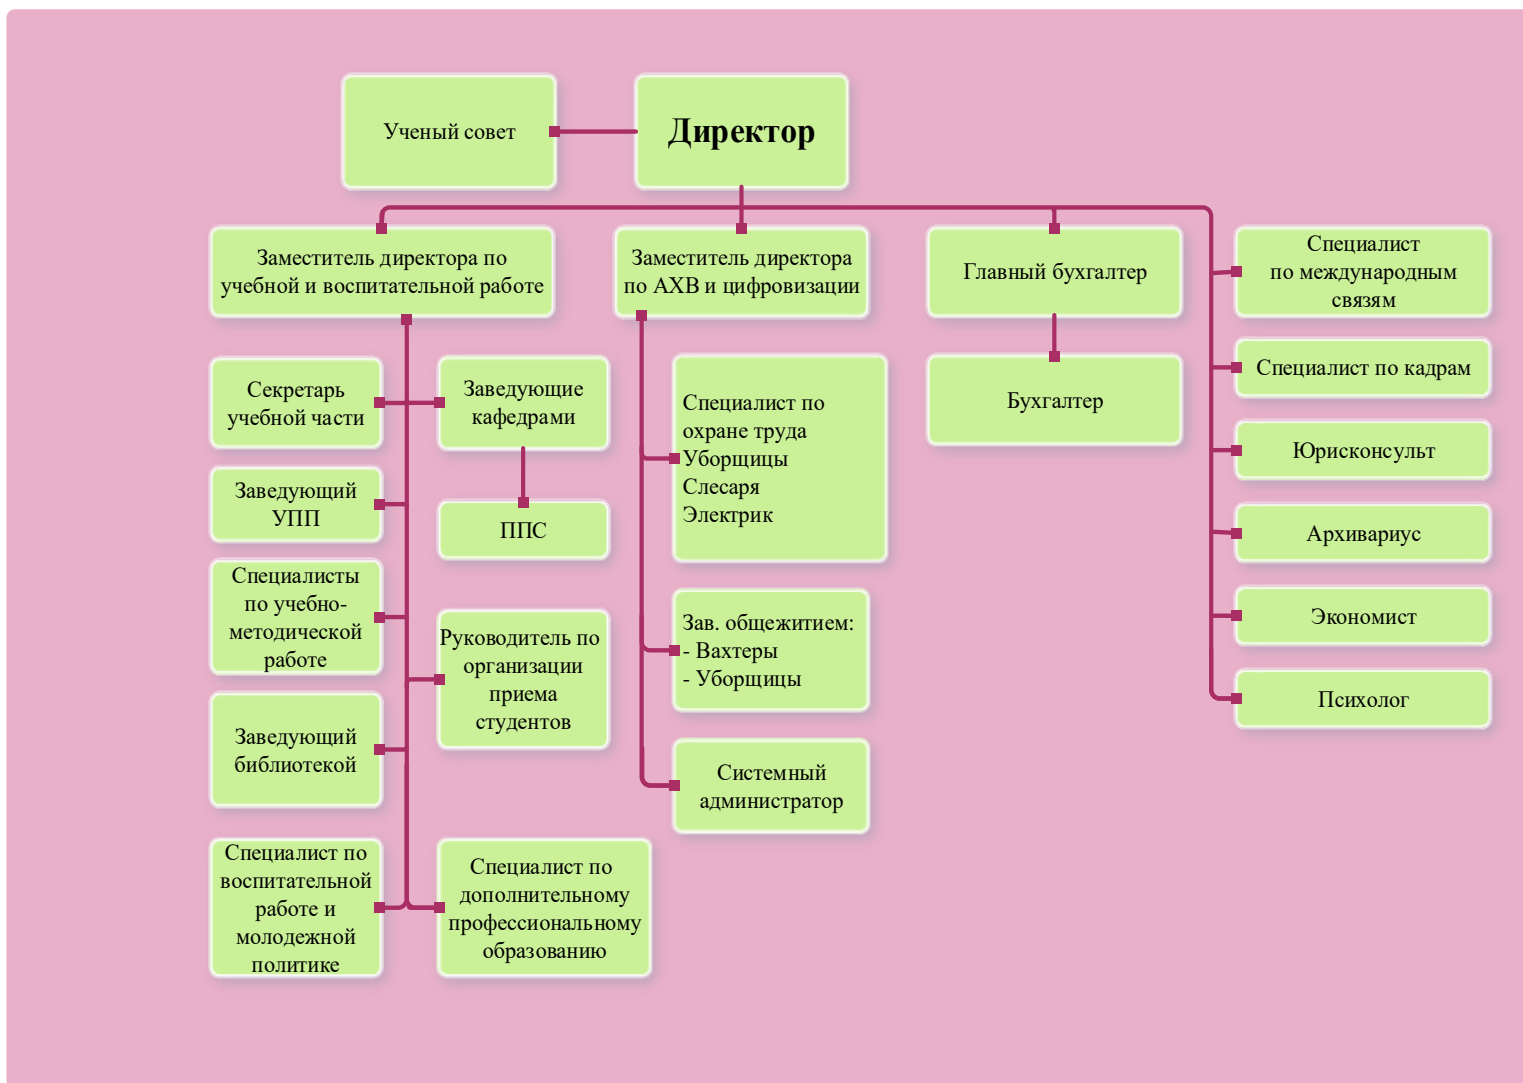 Ученый совет
Директор
Заместитель директора по
учебной и воспитательной работе
Заместитель директора
по АХВ и цифровизации
Главный бухгалтер
Специалист
по международным
связям
Секретарь
учебной части
Заведующие
кафедрами
Специалист по
охране труда
Уборщицы
Слесаря
Электрик
Бухгалтер
Специалист по кадрам
Юрисконсульт
Заведующий
УПП
ППС
Архивариус
Специалисты
по учебно-
методической
работе
Руководитель по
организации
приема
студентов
Зав. общежитием:
- Вахтеры
- Уборщицы
Экономист
Психолог
Заведующий
библиотекой
Системный
администратор
Специалист по
воспитательной
работе и
молодежной
политике
Специалист по
дополнительному
профессиональному
образованию